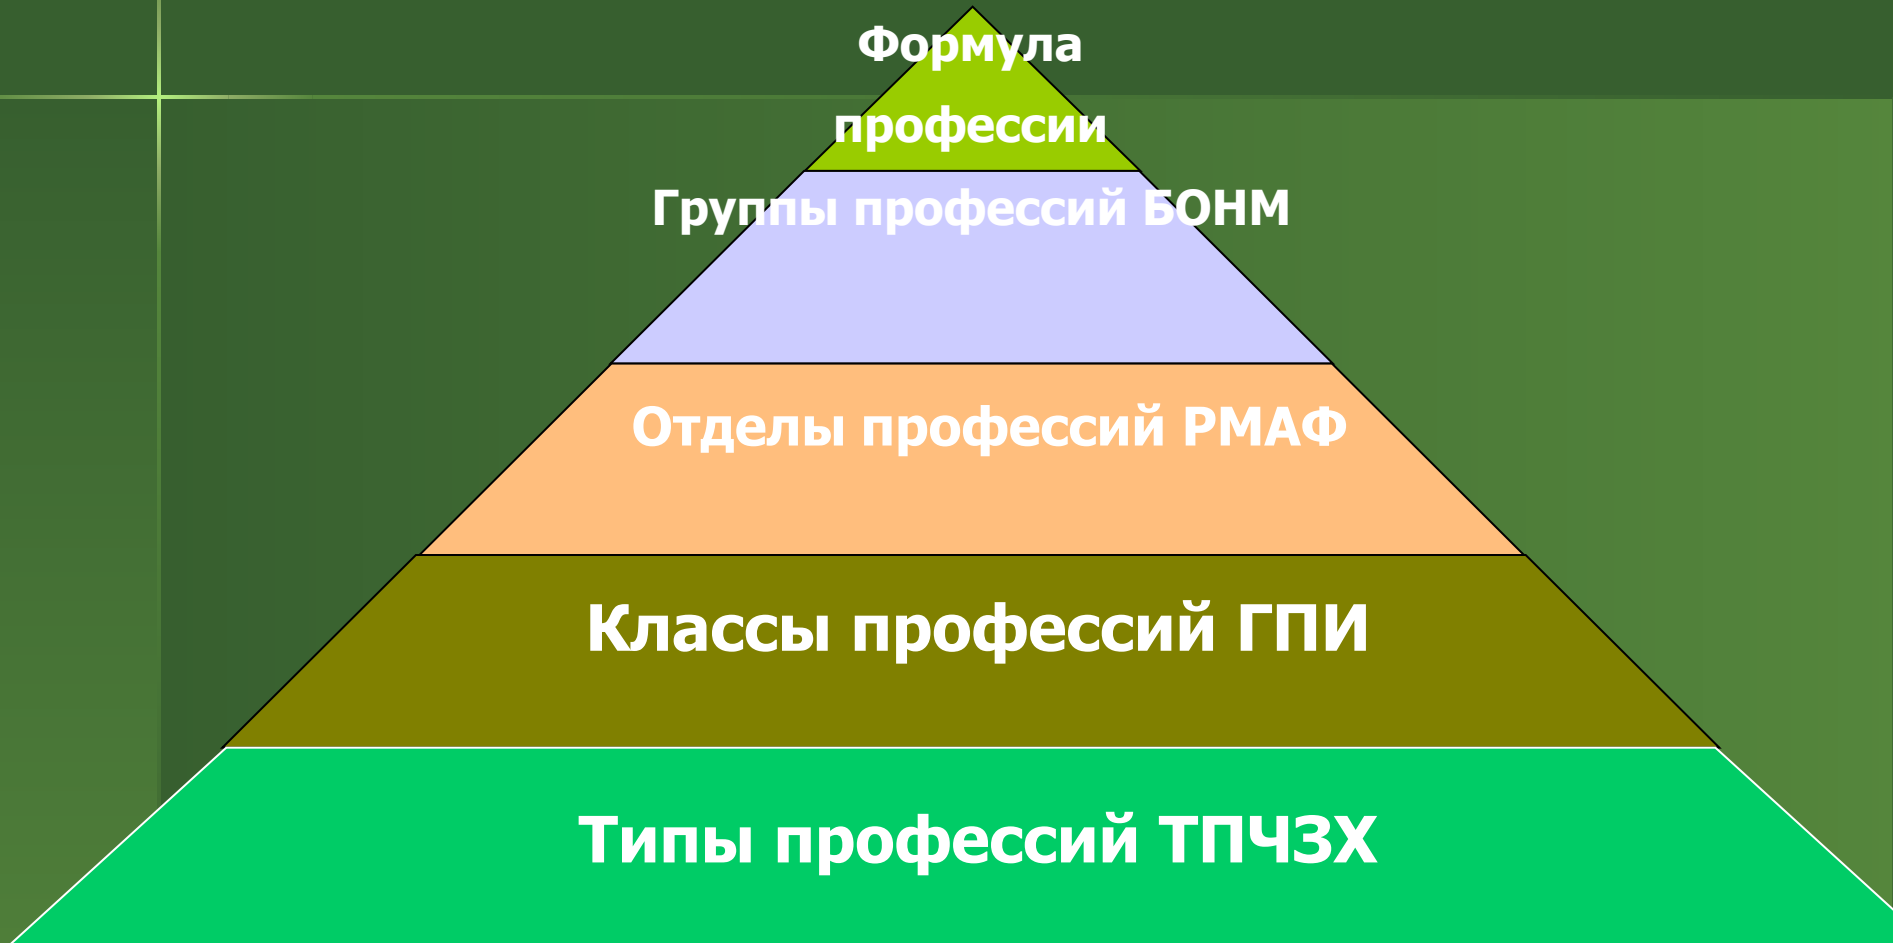 Формула
профессии
Группы профессий БОНМ
Отделы профессий РМАФ
Классы профессий ГПИ
Типы профессий ТПЧЗХ